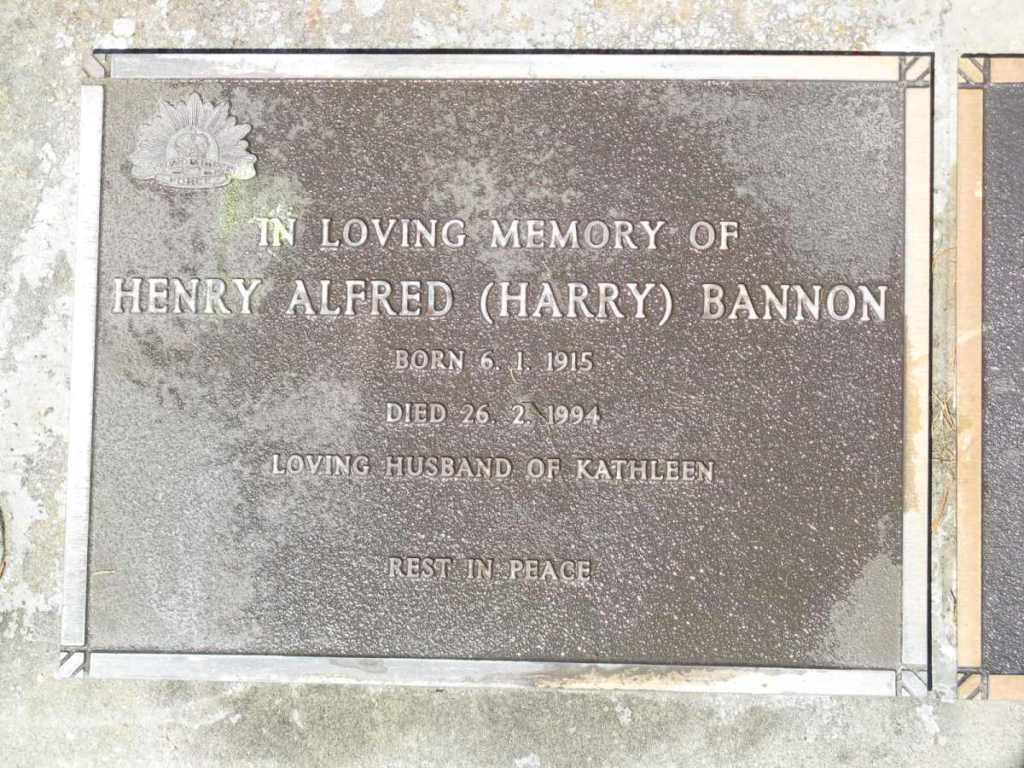 IN LOVING MEMORY OF
HENRY ALFRED (HARRY) BANNON
BORN 6. 1. 1915
DIED 26. 2. 1994
LOVING HUSBAND OF KATHLEEN
REST IN PEACE